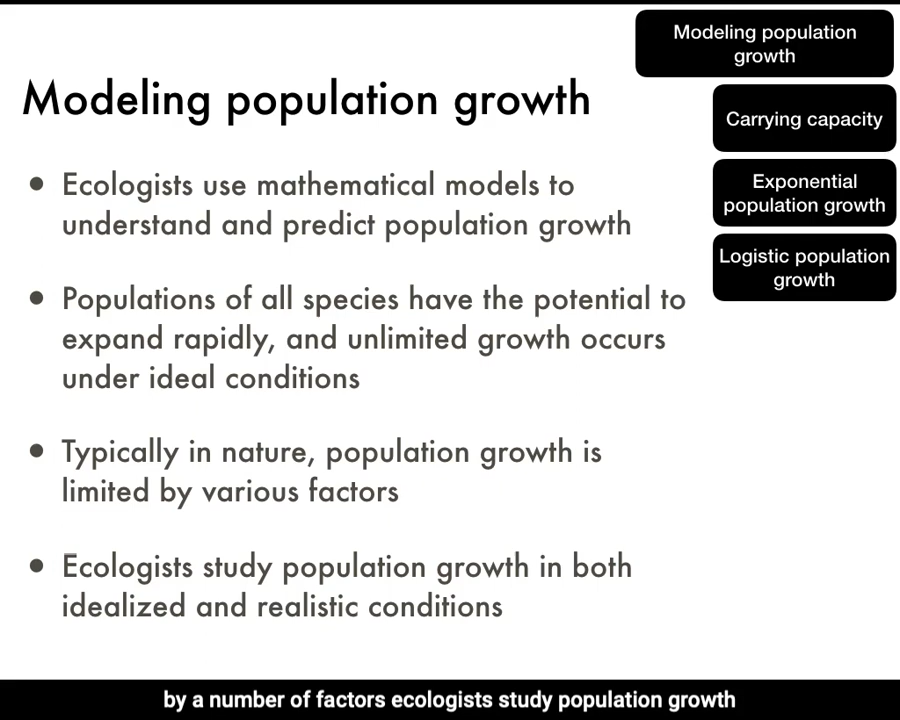 Modeling population growth
Carrying capacity
Exponential
population growth
Logistic population
growth
Modeling population growth
• Ecologists use mathematical models to
understand and predict population growth
• Populations of all species have the potential to
expand rapidly, and unlimited growth occurs
under ideal conditions
• Typically in nature, population growth is
limited by various factors
• Ecologists study population growth in both
idealized and realistic conditions
by a number of factors ecologists study population growth